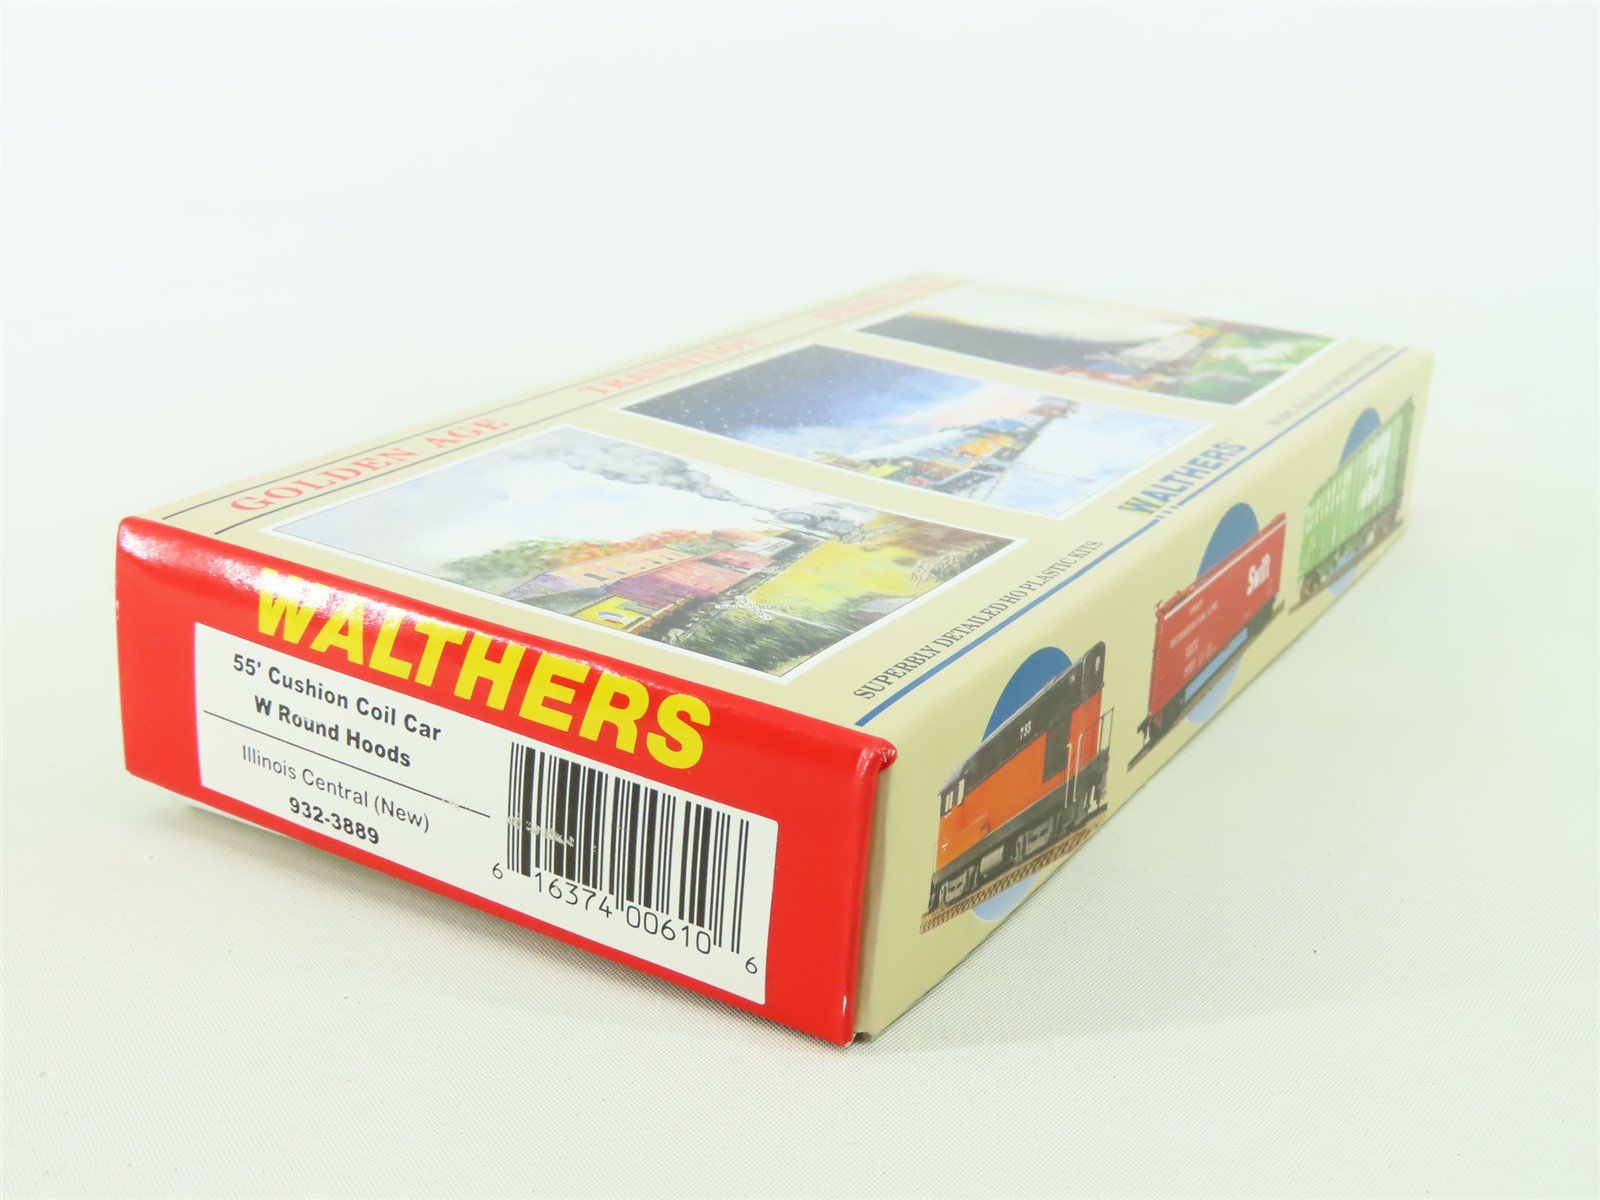 GOLDEN AGE TRANSITION
WALTHERS
SUPERBLY DETAILED HO PLASTIC KITS
WALTHERS
55' Cushion Coil Car
W Round Hoods
Illinois Central (New)
932-3889
6 16374 00610 6
735
Swift